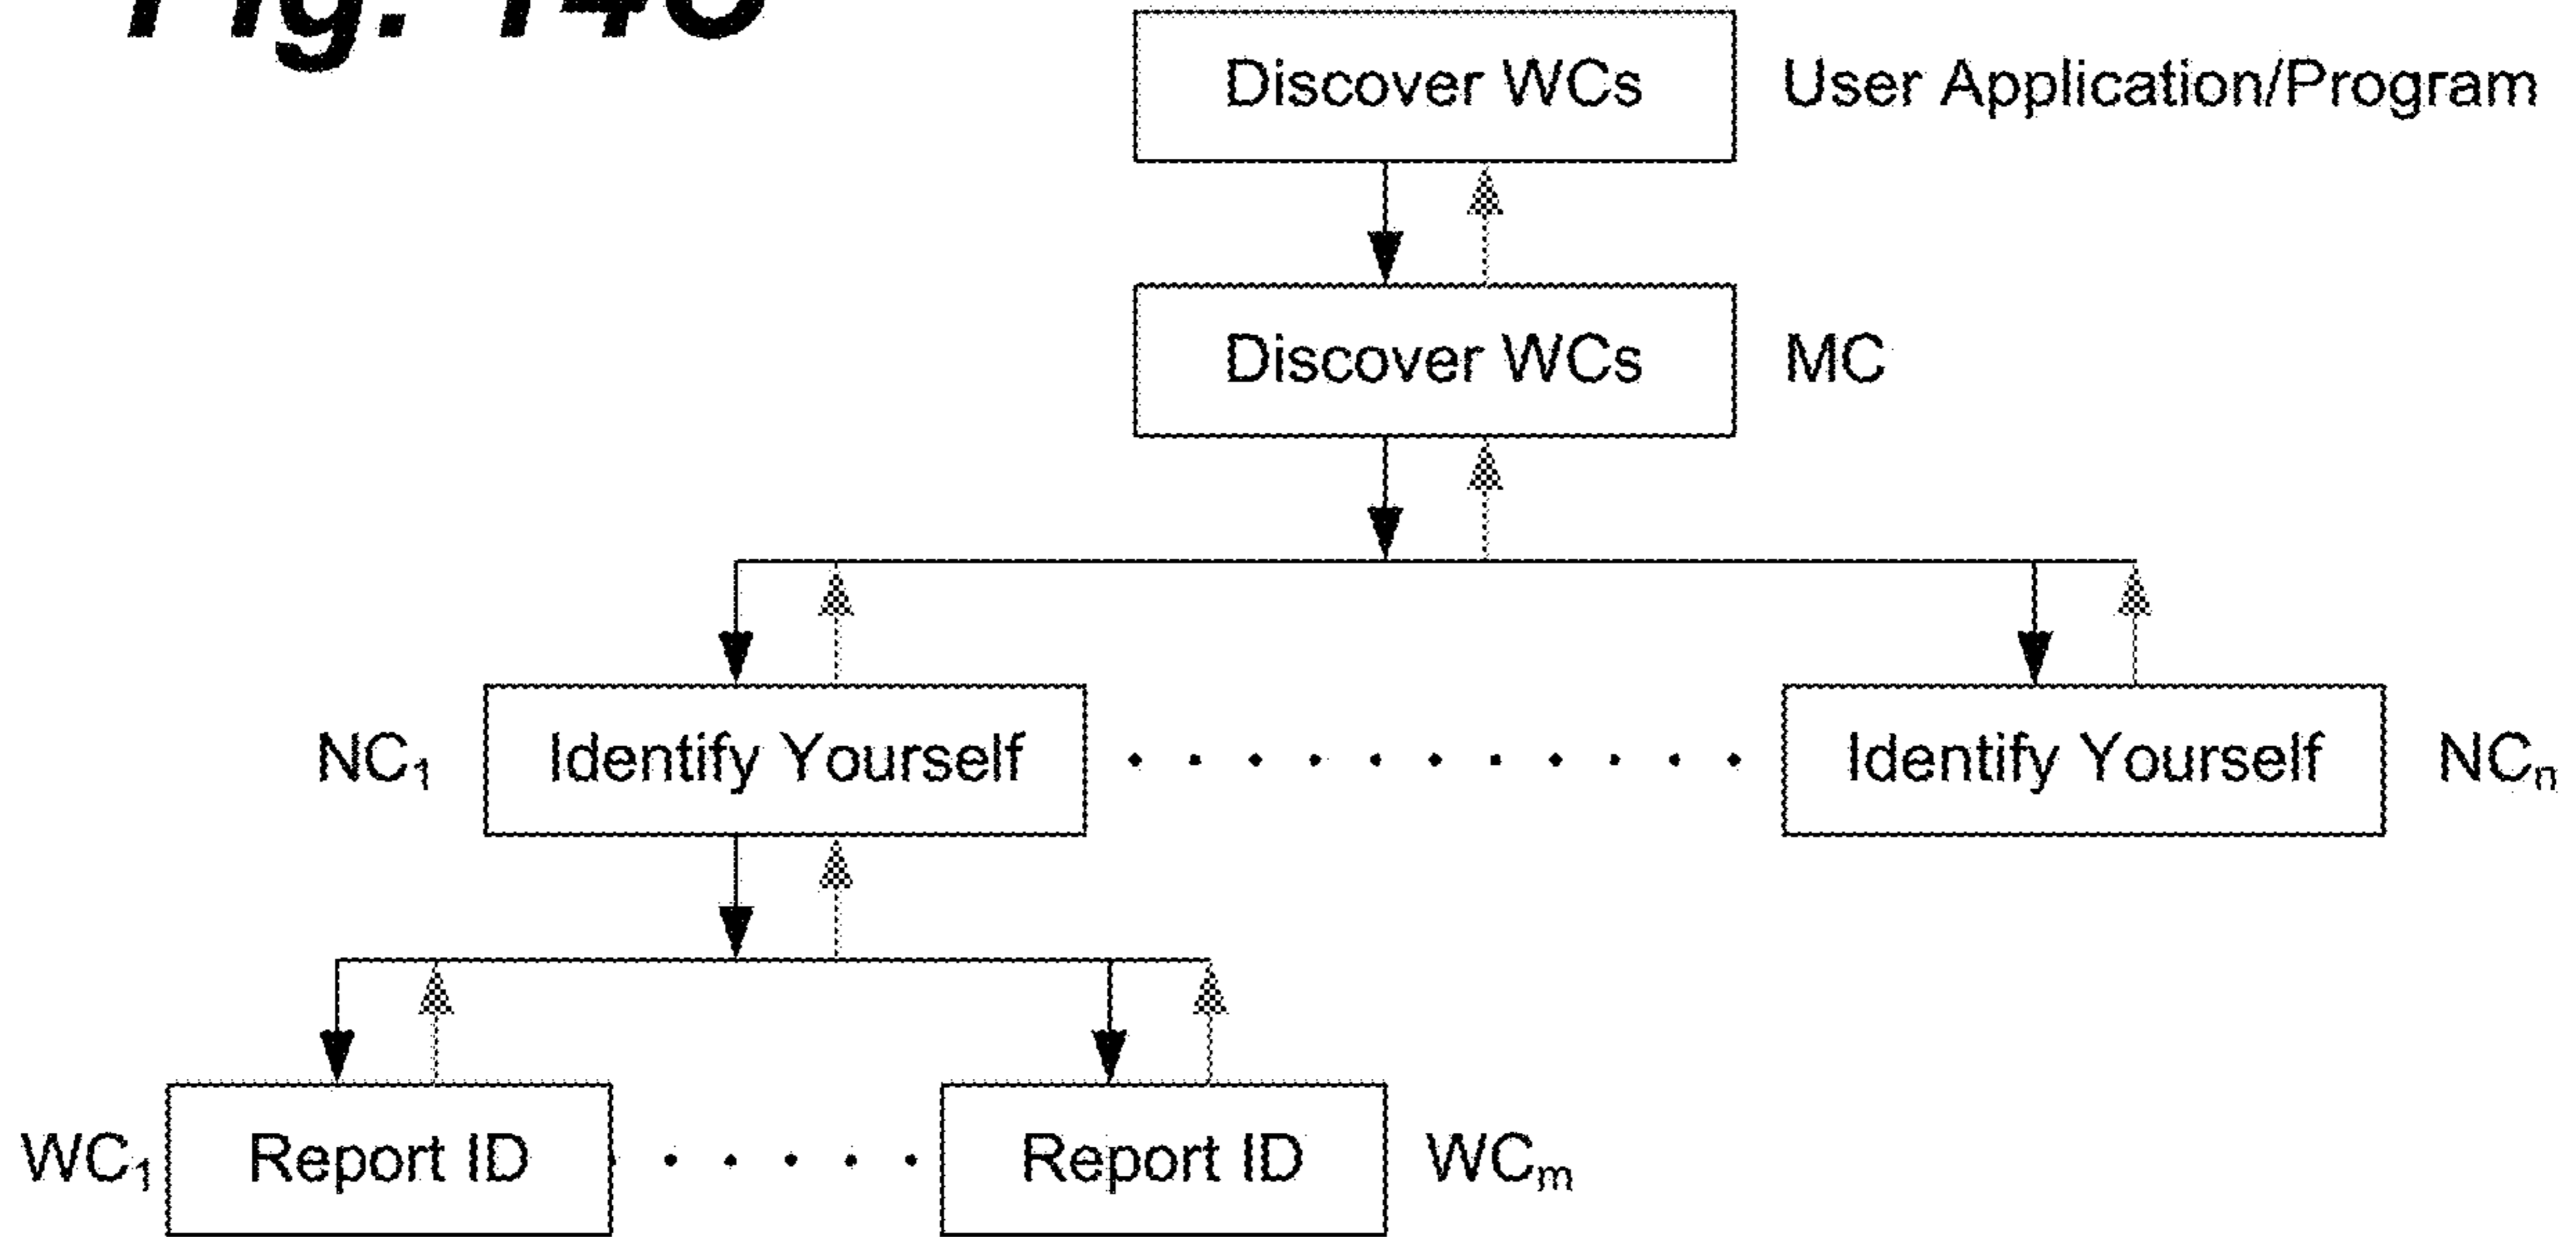 Discover WCs User Application/Program
Discover WCs MC
NC₁ Identify Yourself Identify Yourself NCₙ
WC₁ Report ID Report ID WCₘ